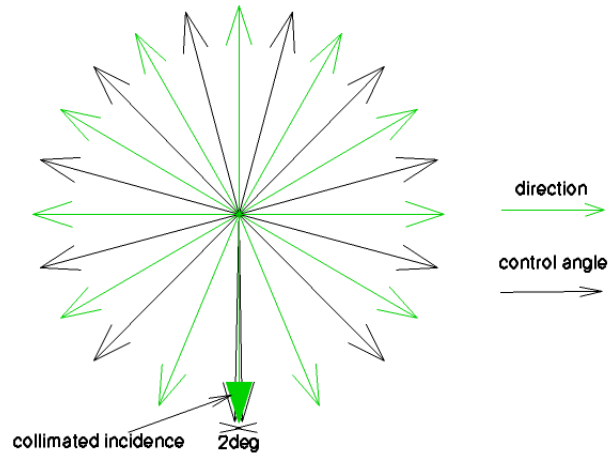 direction
control angle
collimated incidence
2deg